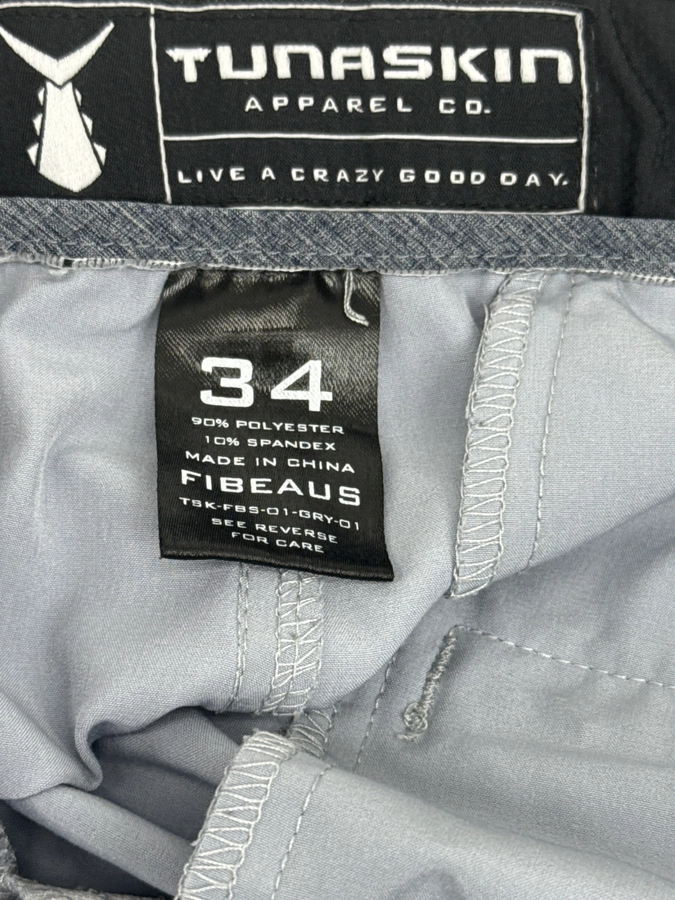 TUNASKIN
APPAREL CO.
LIVE A CRAZY GOOD DAY.
34
90% POLYESTER
10% SPANDEX
MADE IN CHINA
FIBEAUS
TSK-FBS-01-GRY-01
SEE REVERSE
FOR CARE